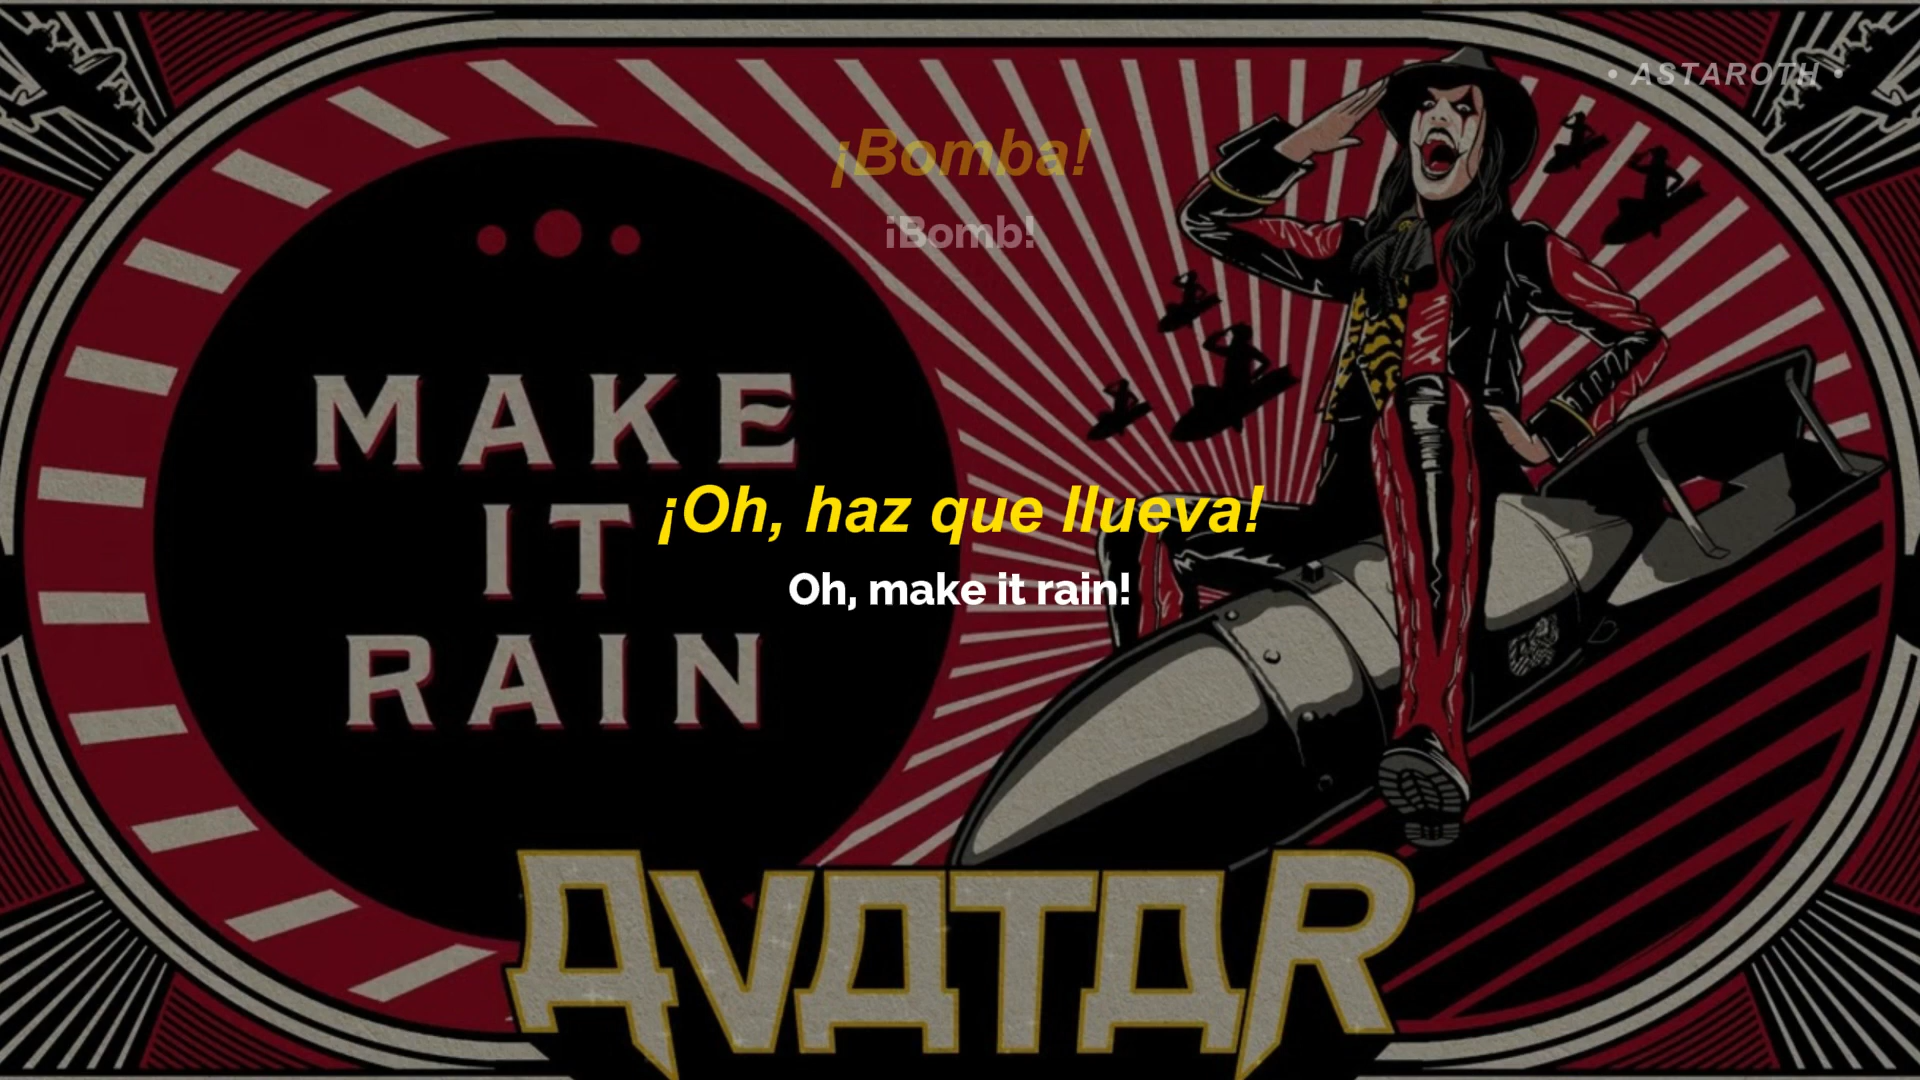 • ASTAROTH •
¡Bomba!
¡Bomb!
MAKE
IT
RAIN
¡Oh, haz que llueva!
Oh, make it rain!
AVATAR